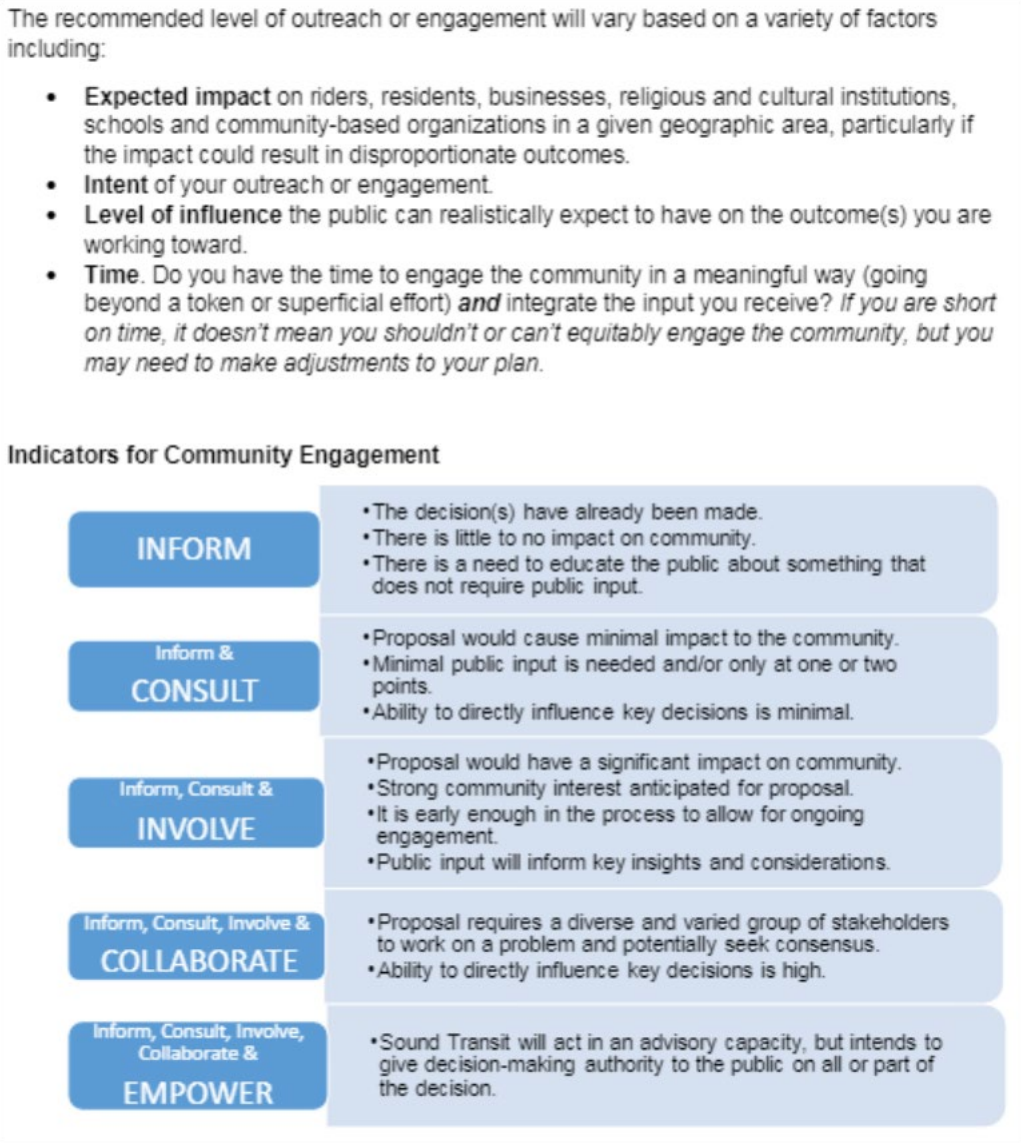 The recommended level of outreach or engagement will vary based on a variety of factors
including:
• Expected impact on riders, residents, businesses, religious and cultural institutions,
schools and community-based organizations in a given geographic area, particularly if
the impact could result in disproportionate outcomes.
• Intent of your outreach or engagement.
• Level of influence the public can realistically expect to have on the outcome(s) you are
working toward.
• Time. Do you have the time to engage the community in a meaningful way (going
beyond a token or superficial effort) and integrate the input you receive? If you are short
on time, it doesn't mean you shouldn't or can't equitably engage the community, but you
may need to make adjustments to your plan.
Indicators for Community Engagement
INFORM
•The decision(s) have already been made.
•There is little to no impact on community.
•There is a need to educate the public about something that
does not require public input.
Inform &
CONSULT
•Proposal would cause minimal impact to the community.
•Minimal public input is needed and/or only at one or two
points.
•Ability to directly influence key decisions is minimal.
Inform, Consult &
INVOLVE
•Proposal would have a significant impact on community.
•Strong community interest anticipated for proposal.
•It is early enough in the process to allow for ongoing
engagement.
•Public input will inform key insights and considerations.
Inform, Consult, Involve &
COLLABORATE
•Proposal requires a diverse and varied group of stakeholders
to work on a problem and potentially seek consensus.
•Ability to directly influence key decisions is high.
Inform, Consult, Involve,
Collaborate &
EMPOWER
•Sound Transit will act in an advisory capacity, but intends to
give decision-making authority to the public on all or part of
the decision.